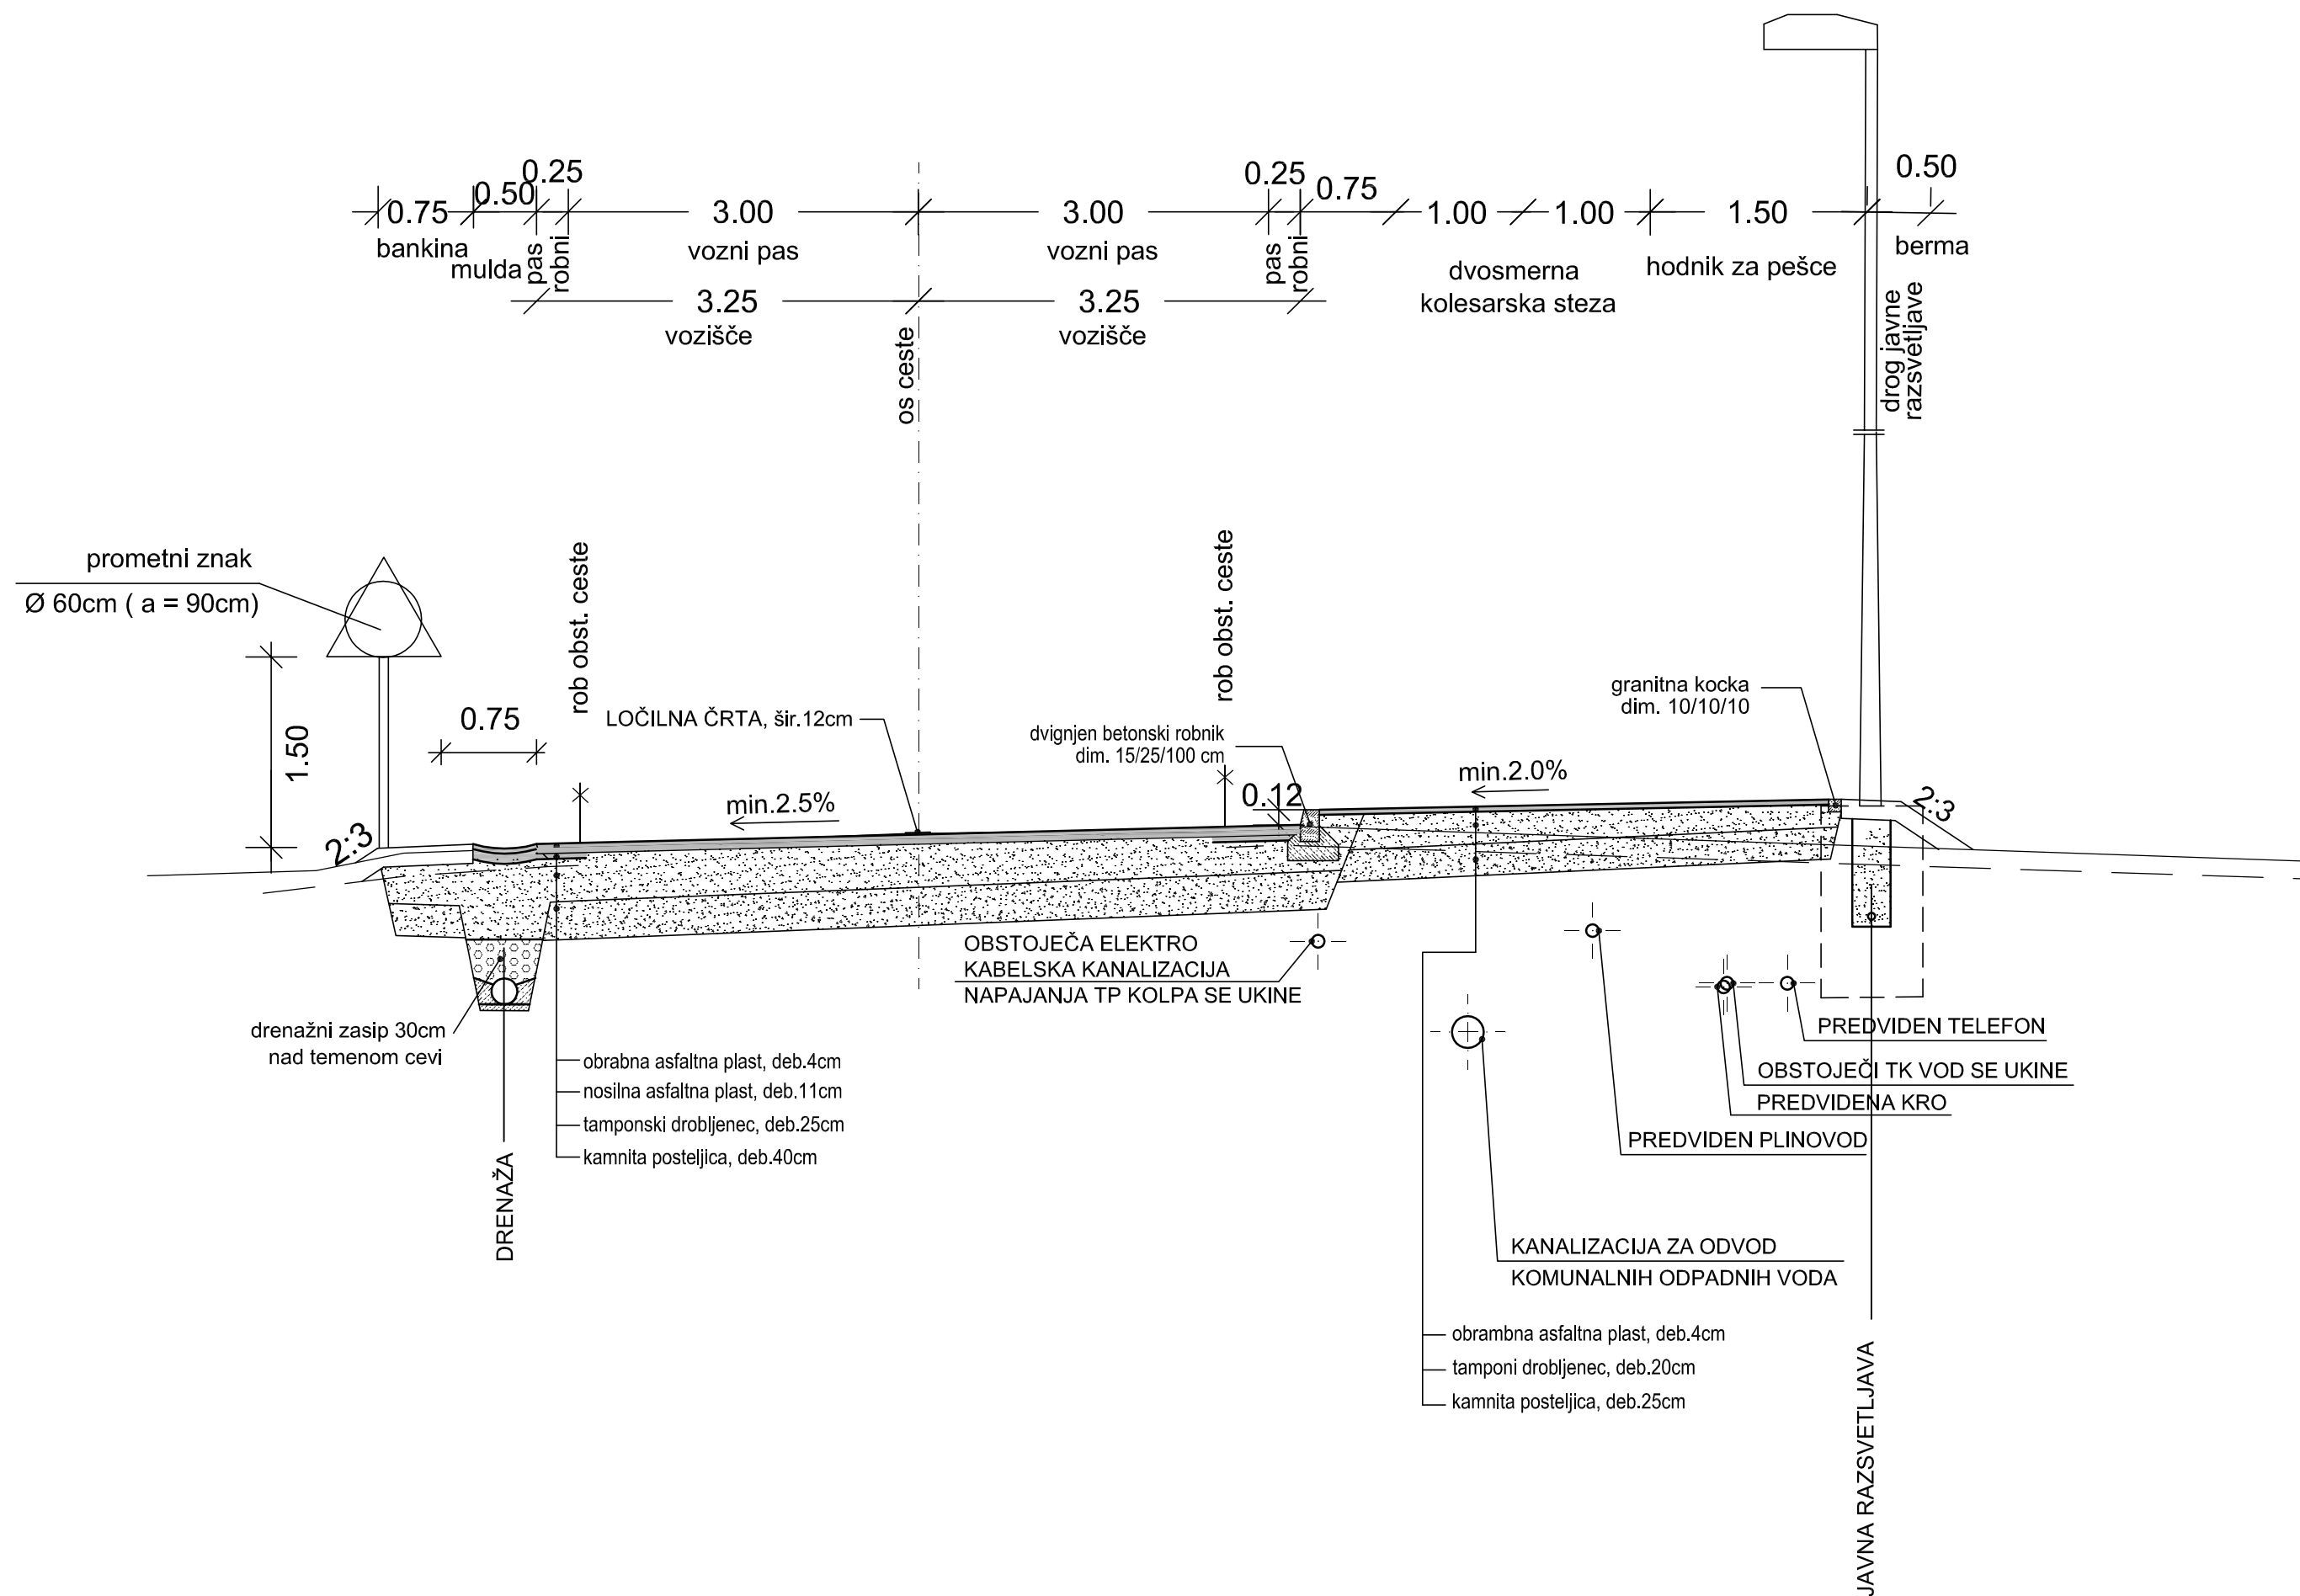 0.75
0.50
0.25
3.00
3.00
0.25
0.75
1.00
1.00
1.50
0.50
bankina
mulda
pas
robni
vozni pas
vozni pas
pas
robni
dvosmerna
kolesarska steza
hodnik za pešce
berma
3.25
3.25
vozišče
vozišče
os ceste
drog javne
razsvetljave
prometni znak
Ø 60cm ( a = 90cm)
1.50
0.75
2:3
rob obst. ceste
rob obst. ceste
LOČILNA ČRTA, šir.12cm
min.2.5%
dvignjen betonski robnik
dim. 15/25/100 cm
0.12
min.2.0%
granitna kocka
dim. 10/10/10
2:3
OBSTOJEČA ELEKTRO
KABELSKA KANALIZACIJA
NAPAJANJA TP KOLPA SE UKINE
drenažni zasip 30cm
nad temenom cevi
DRENAŽA
obrabna asfaltna plast, deb.4cm
nosilna asfaltna plast, deb.11cm
tamponski drobljenec, deb.25cm
kamnita posteljica, deb.40cm
PREDVIDEN TELEFON
OBSTOJEČI TK VOD SE UKINE
PREDVIDENA KRO
PREDVIDEN PLINOVOD
KANALIZACIJA ZA ODVOD
KOMUNALNIH ODPADNIH VODA
obrambna asfaltna plast, deb.4cm
tamponi drobljenec, deb.20cm
kamnita posteljica, deb.25cm
JAVNA RAZSVETLJAVA